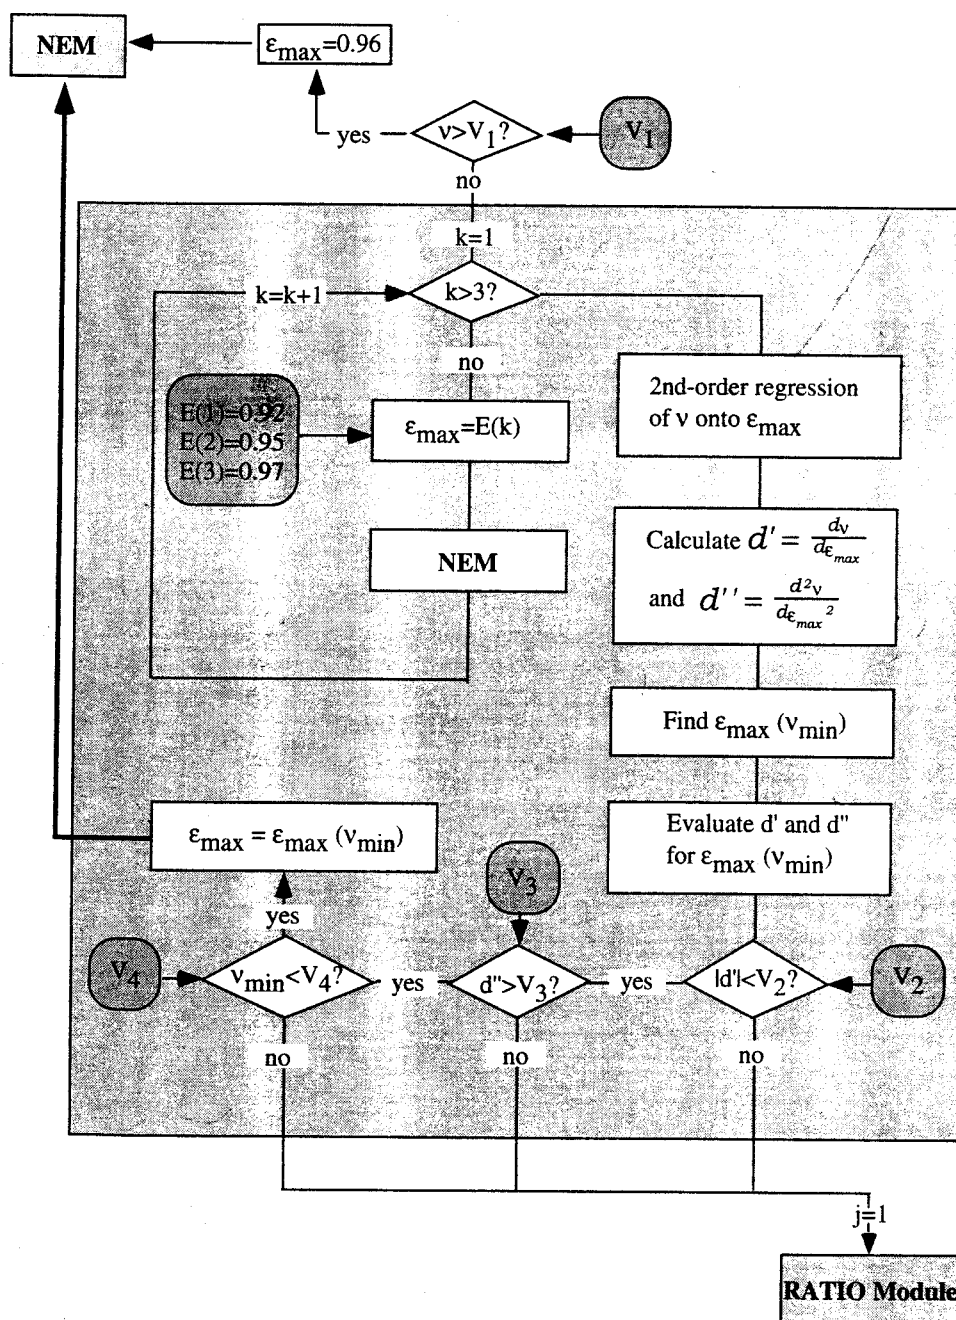 NEM
εmax=0.96
yes
ν>V1?
V1
no
k=1
k=k+1
k>3?
no
E(1)=0.92
E(2)=0.95
E(3)=0.97
εmax=E(k)
NEM
2nd-order regression
of ν onto εmax
Calculate d' = dν/dεmax
and d'' = d²ν/dεmax²
Find εmax (νmin)
Evaluate d' and d"
for εmax (νmin)
εmax = εmax (νmin)
V3
yes
V4
νmin<V4?
yes
d">V3?
yes
|d'|<V2?
V2
no
no
no
j=1
RATIO Module